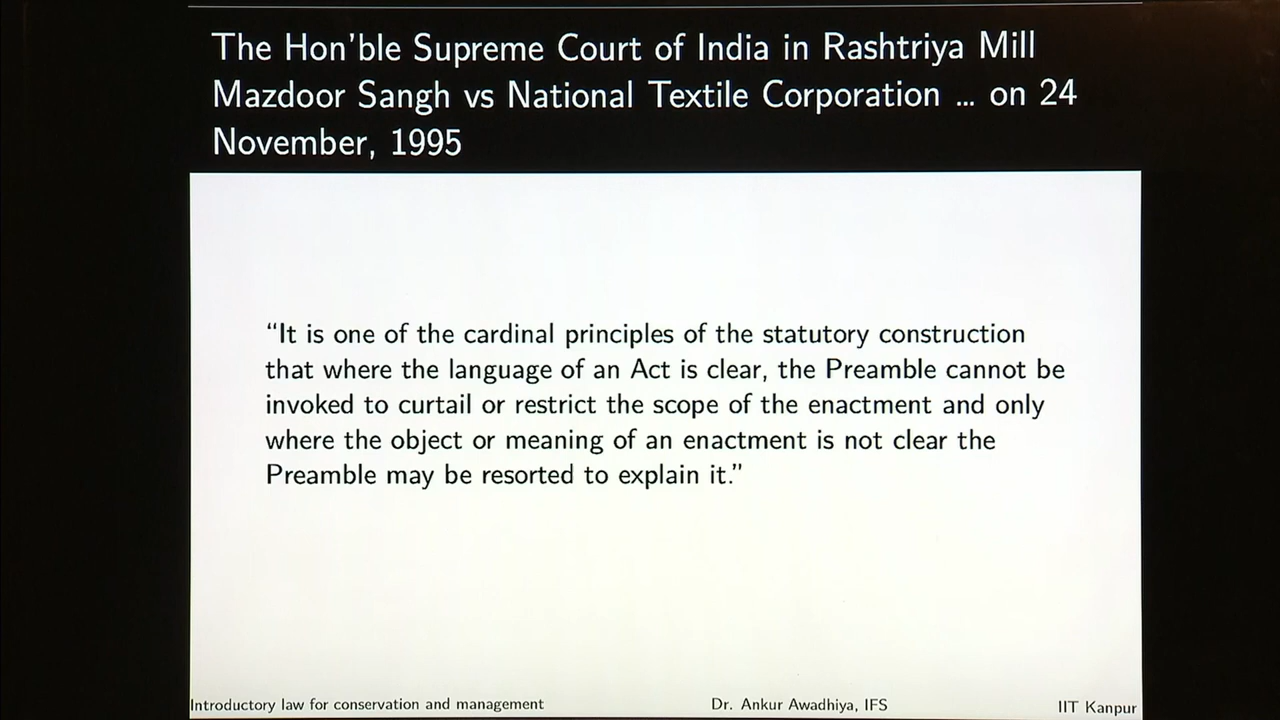 The Hon'ble Supreme Court of India in Rashtriya Mill
Mazdoor Sangh vs National Textile Corporation ... on 24
November, 1995
“It is one of the cardinal principles of the statutory construction
that where the language of an Act is clear, the Preamble cannot be
invoked to curtail or restrict the scope of the enactment and only
where the object or meaning of an enactment is not clear the
Preamble may be resorted to explain it.”
Introductory law for conservation and management Dr. Ankur Awadhiya, IFS IIT Kanpur